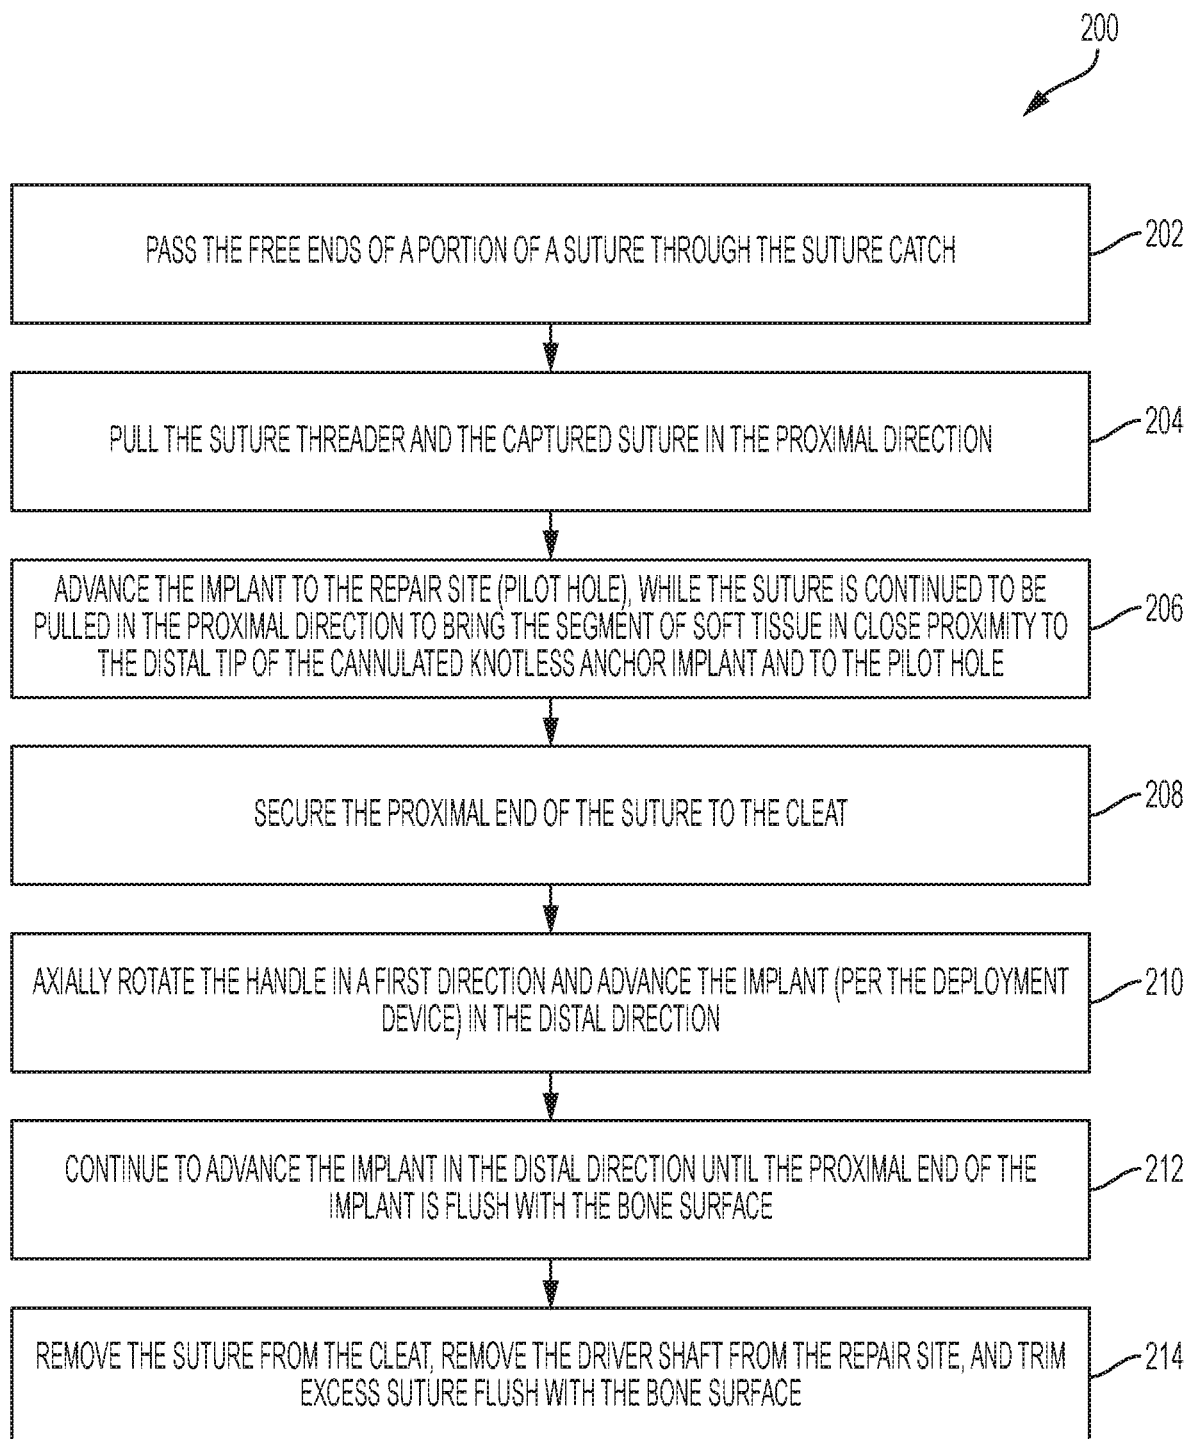 200
PASS THE FREE ENDS OF A PORTION OF A SUTURE THROUGH THE SUTURE CATCH
202
PULL THE SUTURE THREADER AND THE CAPTURED SUTURE IN THE PROXIMAL DIRECTION
204
ADVANCE THE IMPLANT TO THE REPAIR SITE (PILOT HOLE), WHILE THE SUTURE IS CONTINUED TO BE
PULLED IN THE PROXIMAL DIRECTION TO BRING THE SEGMENT OF SOFT TISSUE IN CLOSE PROXIMITY TO
THE DISTAL TIP OF THE CANNULATED KNOTLESS ANCHOR IMPLANT AND TO THE PILOT HOLE
206
SECURE THE PROXIMAL END OF THE SUTURE TO THE CLEAT
208
AXIALLY ROTATE THE HANDLE IN A FIRST DIRECTION AND ADVANCE THE IMPLANT (PER THE DEPLOYMENT
DEVICE) IN THE DISTAL DIRECTION
210
CONTINUE TO ADVANCE THE IMPLANT IN THE DISTAL DIRECTION UNTIL THE PROXIMAL END OF THE
IMPLANT IS FLUSH WITH THE BONE SURFACE
212
REMOVE THE SUTURE FROM THE CLEAT, REMOVE THE DRIVER SHAFT FROM THE REPAIR SITE, AND TRIM
EXCESS SUTURE FLUSH WITH THE BONE SURFACE
214